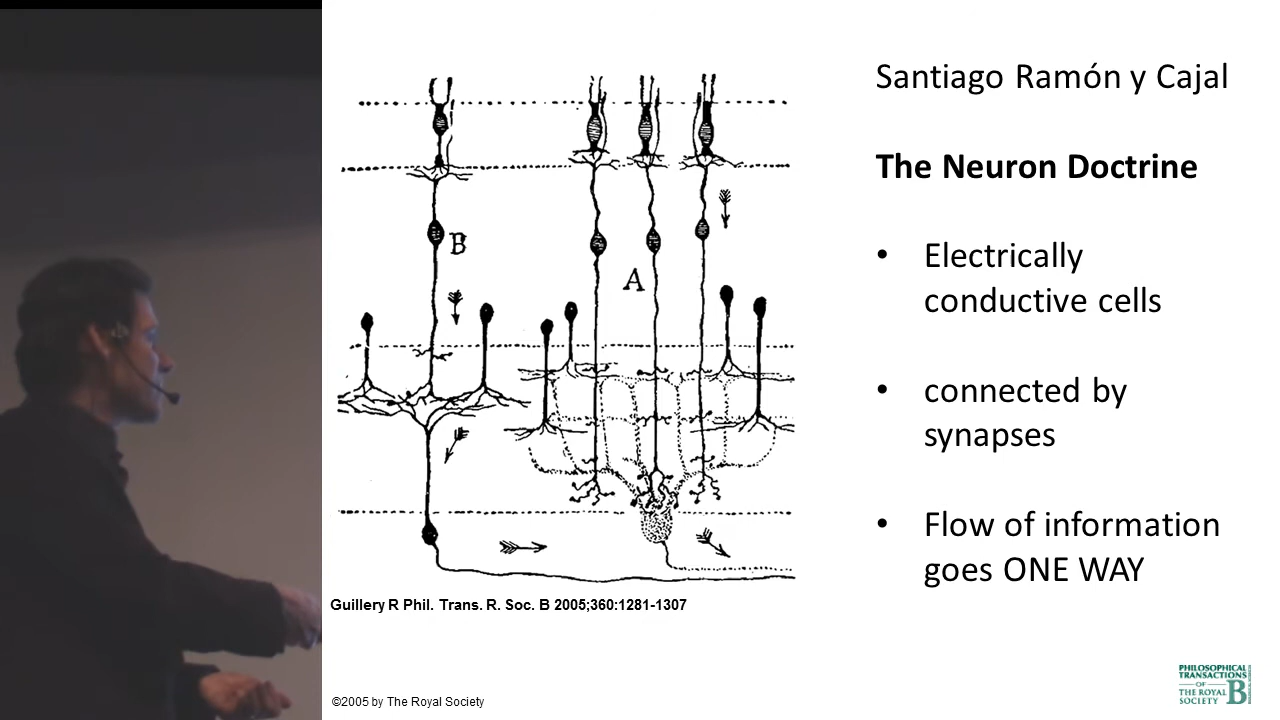 Santiago Ramón y Cajal
The Neuron Doctrine
• Electrically
conductive cells
• connected by
synapses
• Flow of information
goes ONE WAY
B
A
Guillery R Phil. Trans. R. Soc. B 2005;360:1281-1307
©2005 by The Royal Society
PHILOSOPHICAL
TRANSACTIONS
OF
THE ROYAL
SOCIETY
B